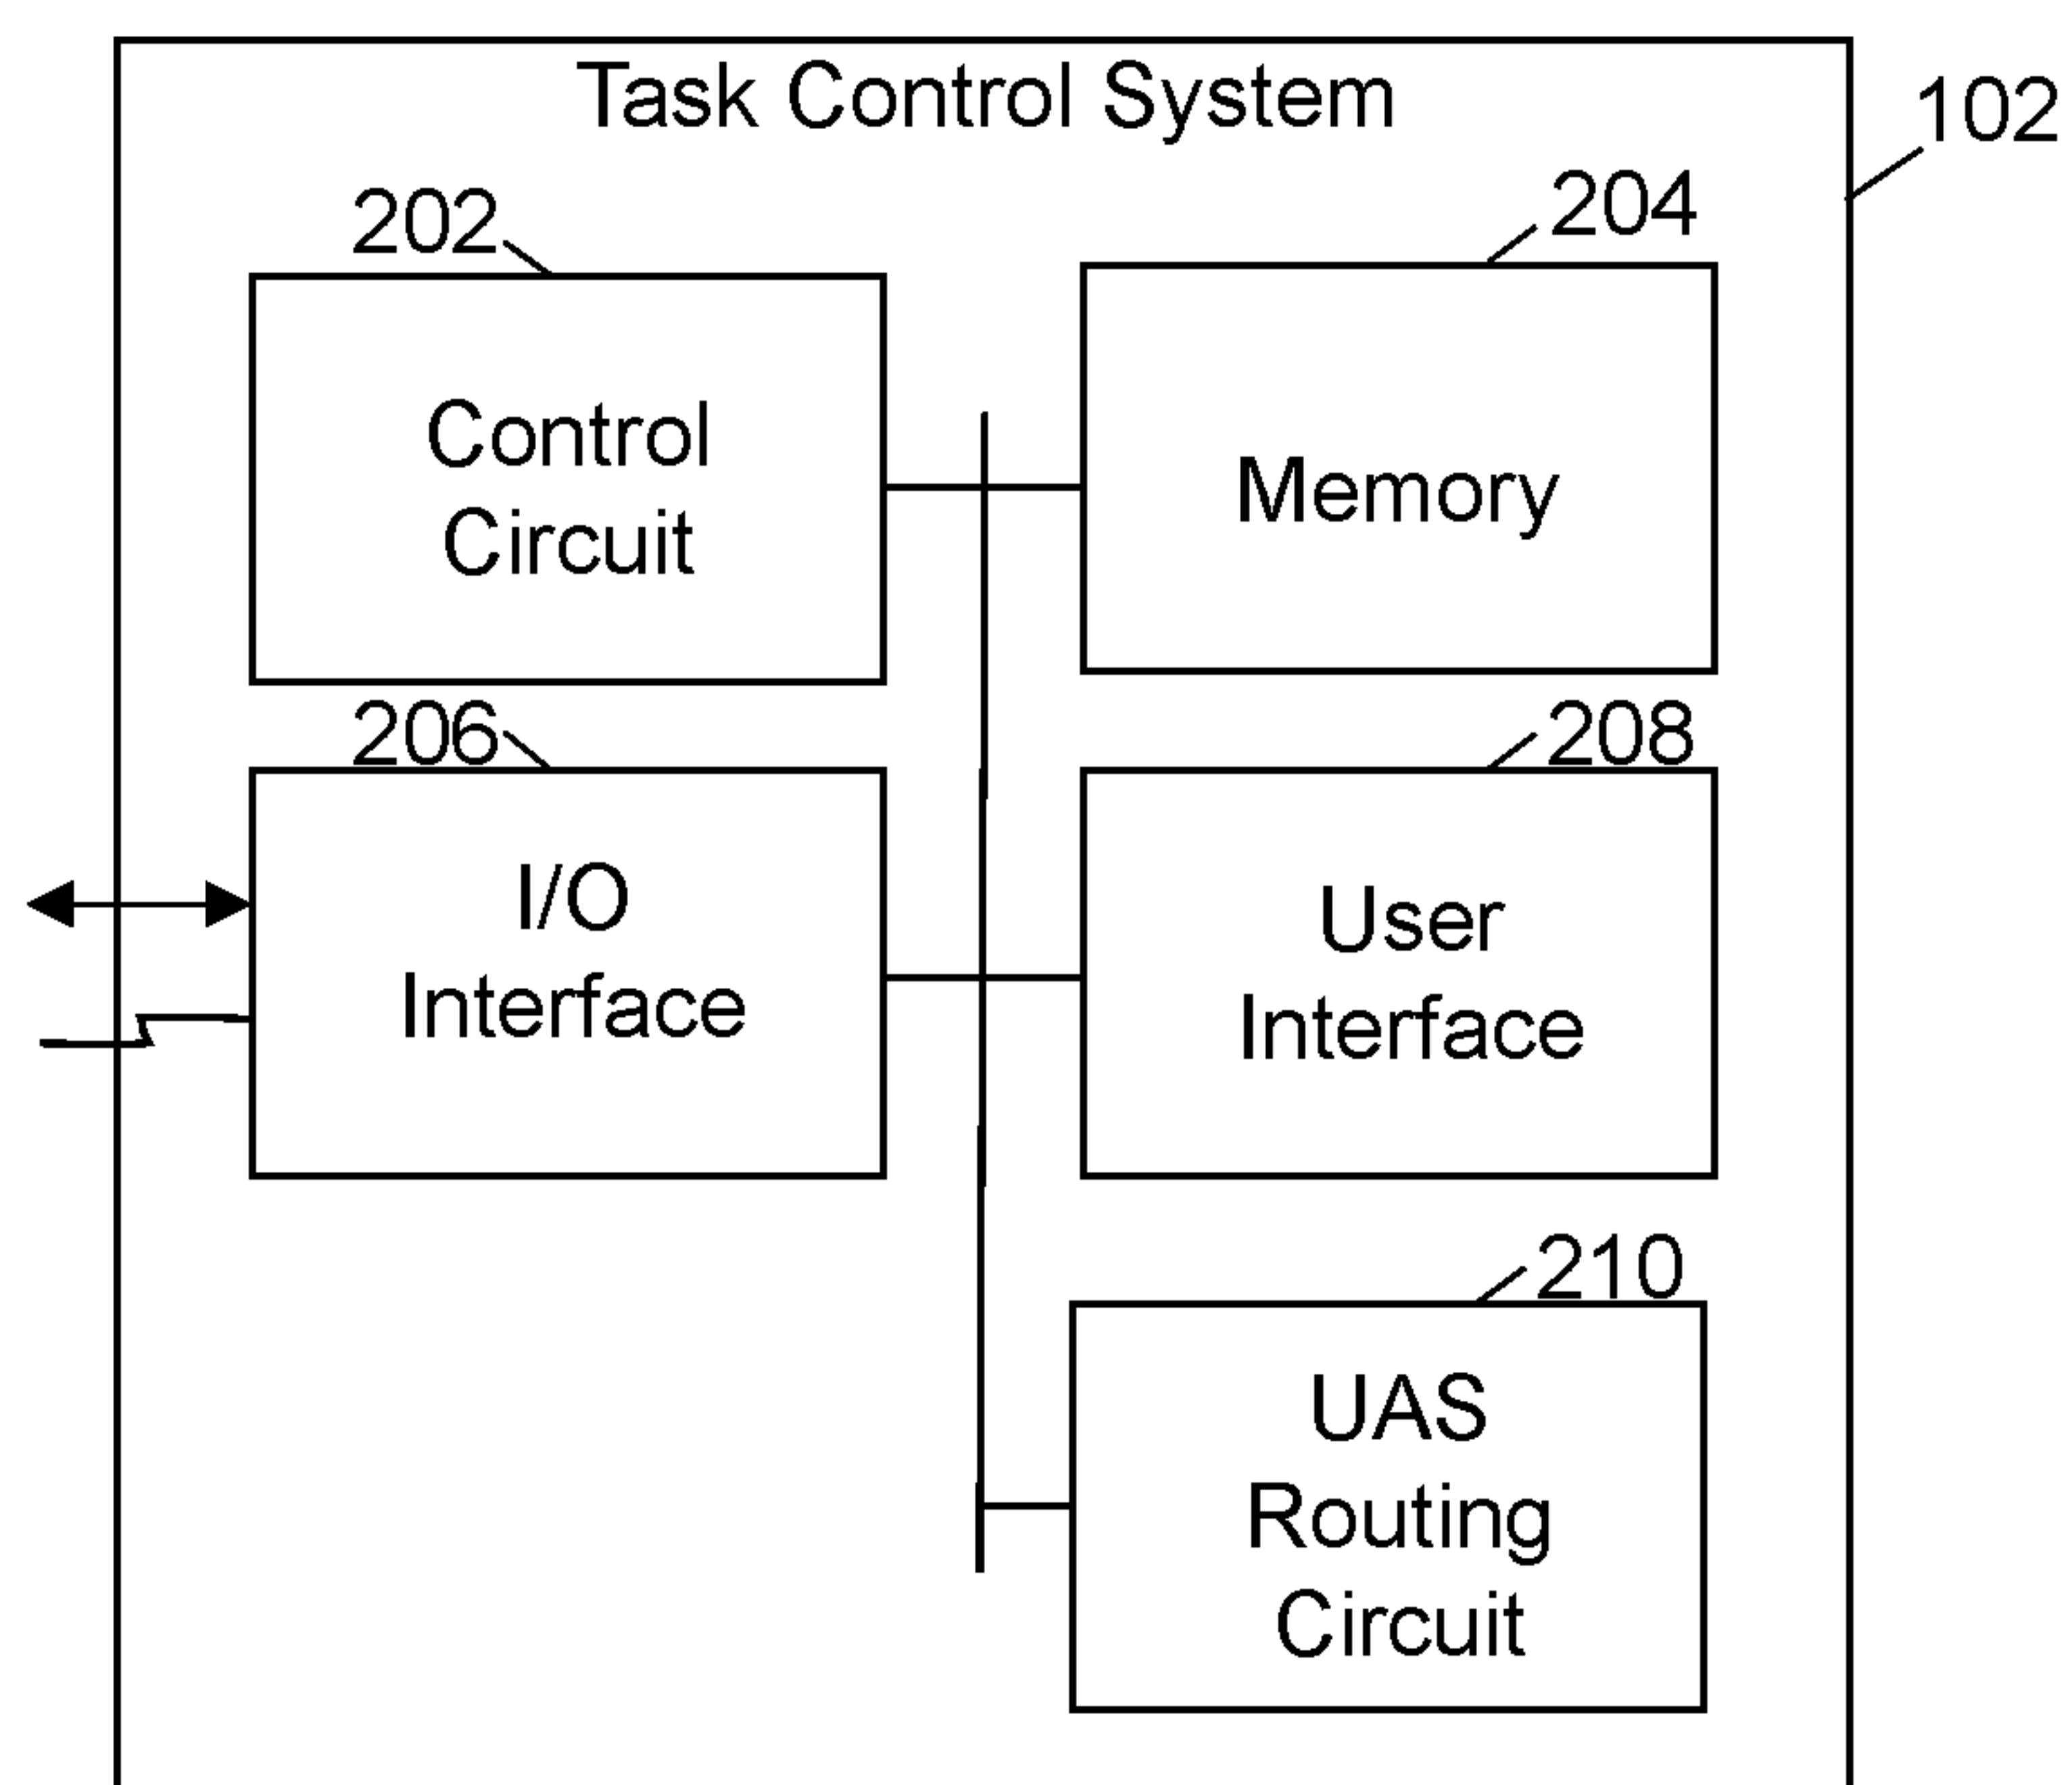 Task Control System
102
202
204
Control
Circuit
Memory
206
208
I/O
Interface
User
Interface
210
UAS
Routing
Circuit